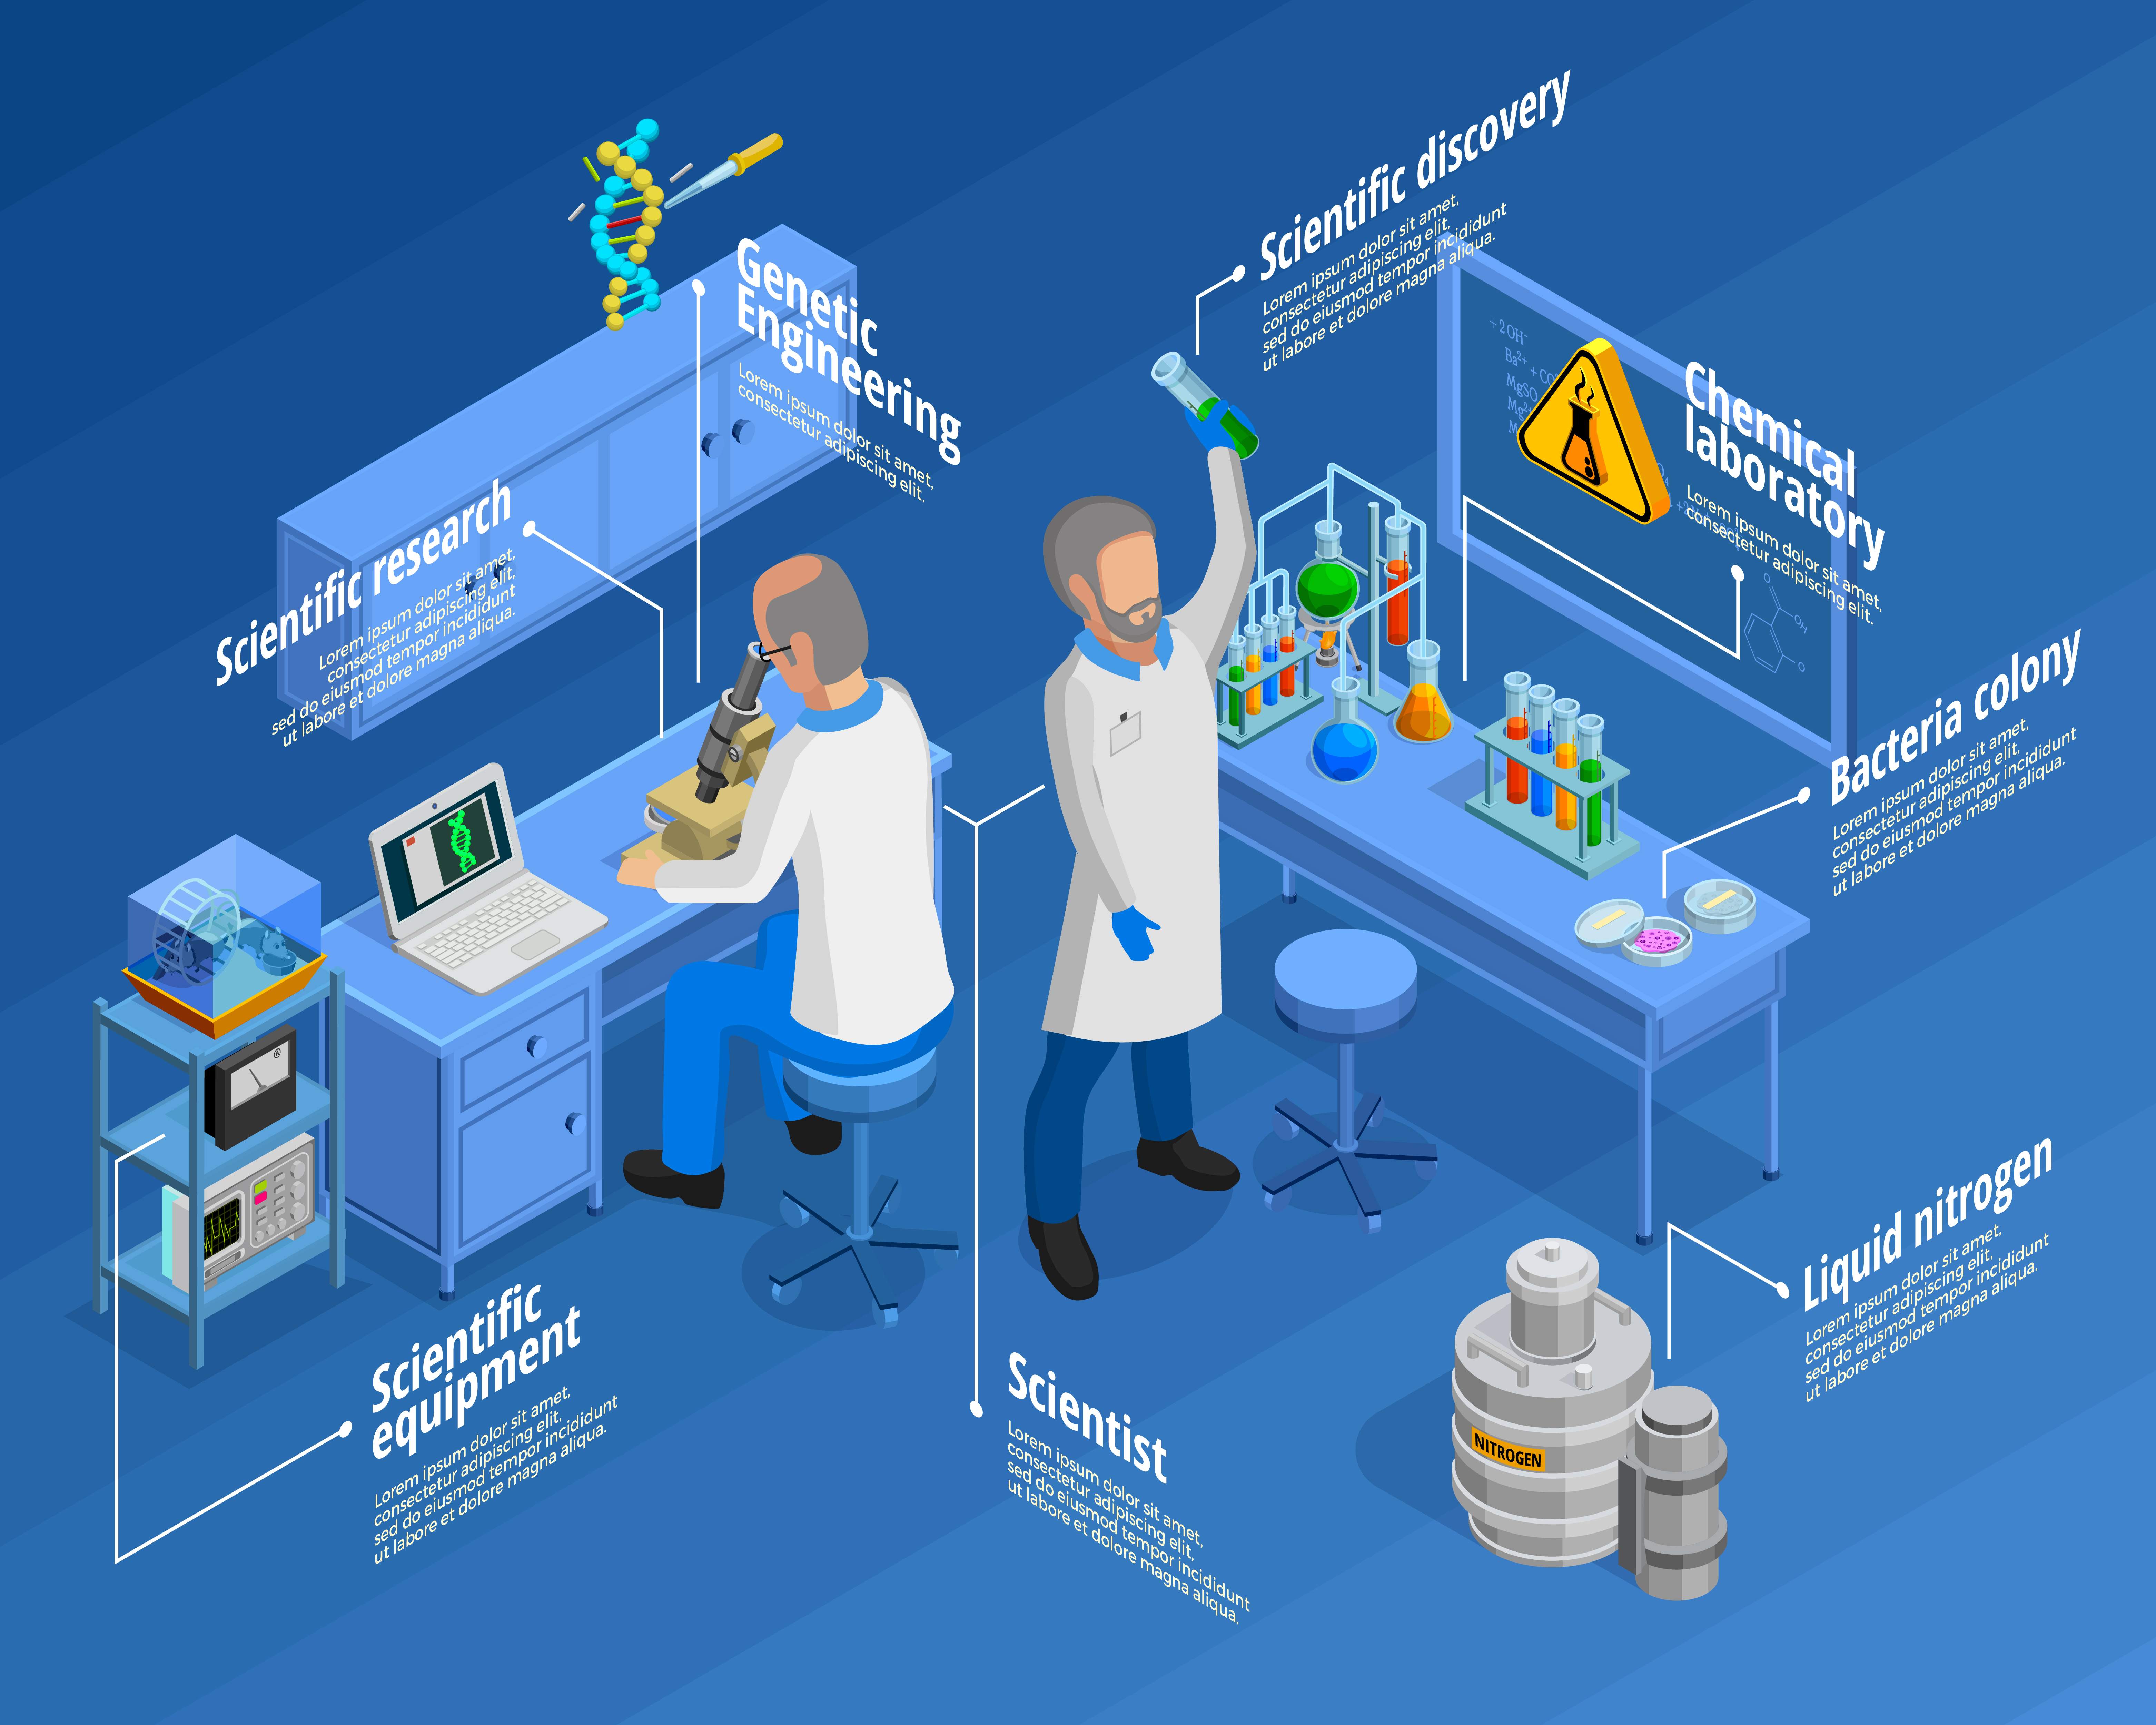 Scientific discovery
Lorem ipsum dolor sit amet,
consectetur adipiscing elit,
sed do eiusmod tempor incididunt
ut labore et dolore magna aliqua.
Genetic
Engineering
Lorem ipsum dolor sit amet,
consectetur adipiscing elit.
+2OH⁻
Ba²⁺ + CO
MgSO
Mg²⁺
M
Chemical
laboratory
Lorem ipsum dolor sit amet,
consectetur adipiscing elit.
O
OH
O
Scientific research
Lorem ipsum dolor sit amet,
consectetur adipiscing elit,
sed do eiusmod tempor incididunt
ut labore et dolore magna aliqua.
Bacteria colony
Lorem ipsum dolor sit amet,
consectetur adipiscing elit,
sed do eiusmod tempor incididunt
ut labore et dolore magna aliqua.
Liquid nitrogen
Lorem ipsum dolor sit amet,
consectetur adipiscing elit,
sed do eiusmod tempor incididunt
ut labore et dolore magna aliqua.
Scientific
equipment
Lorem ipsum dolor sit amet,
consectetur adipiscing elit,
sed do eiusmod tempor incididunt
ut labore et dolore magna aliqua.
Scientist
Lorem ipsum dolor sit amet,
consectetur adipiscing elit,
sed do eiusmod tempor incididunt
ut labore et dolore magna aliqua.
NITROGEN